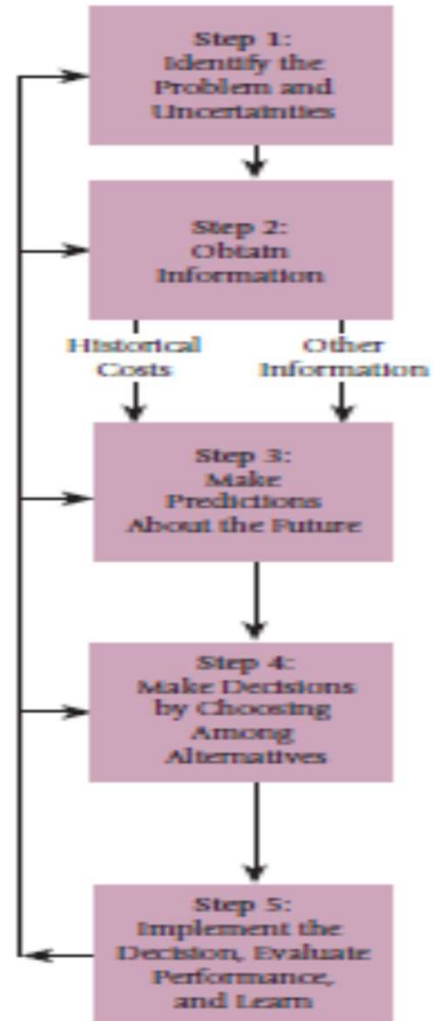 Step 1:
Identify the
Problem and
Uncertainties
Step 2:
Obtain
Information
Historical
Costs
Other
Information
Step 3:
Make
Predictions
About the Future
Step 4:
Make Decisions
by Choosing
Among
Alternatives
Step 5:
Implement the
Decision, Evaluate
Performance,
and Learn